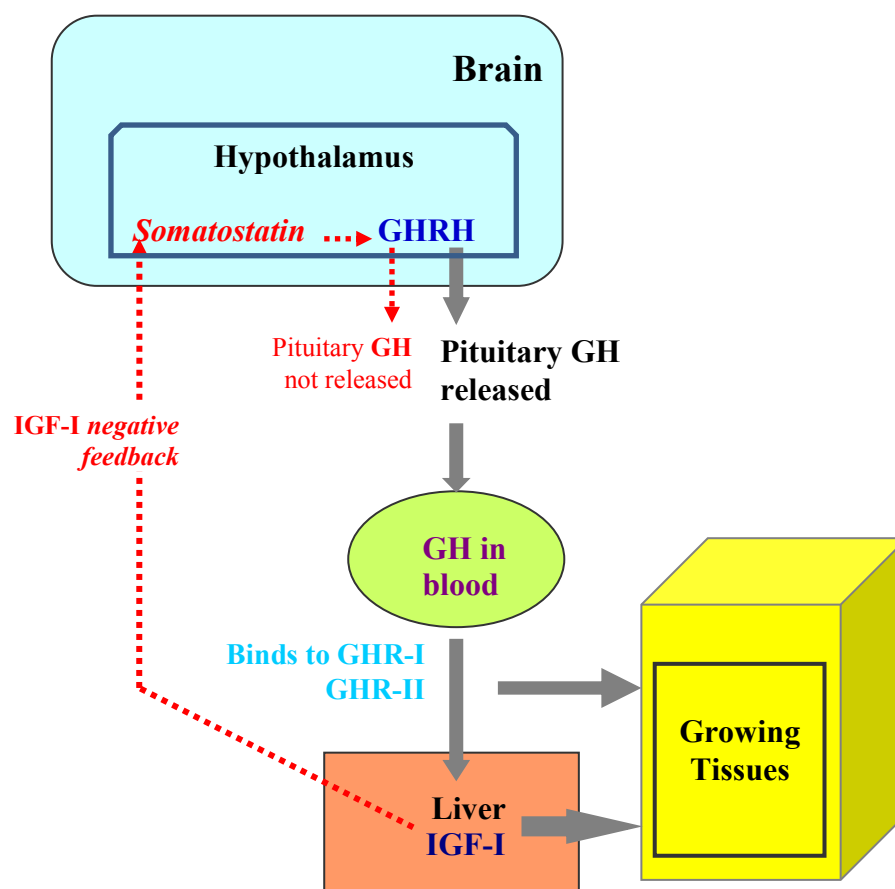 Brain
Hypothalamus
Somatostatin
GHRH
Pituitary GH
not released
Pituitary GH
released
IGF-I negative
feedback
GH in
blood
Binds to GHR-I
GHR-II
Growing
Tissues
Liver
IGF-I